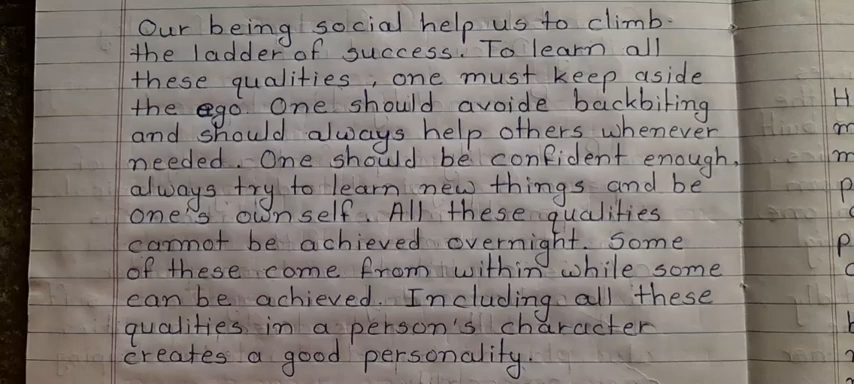 Our being social help us to climb
the ladder of success. To learn all
these qualities, one must keep aside
the ego. One should avoide backbiting
and should always help others whenever
needed. One should be confident enough,
always try to learn new things and be
one's ownself. All these qualities
cannot be achieved overnight. Some
of these come from within while some
can be achieved. Including all these
qualities in a person's character
creates a good personality.
H
m
m
p
p